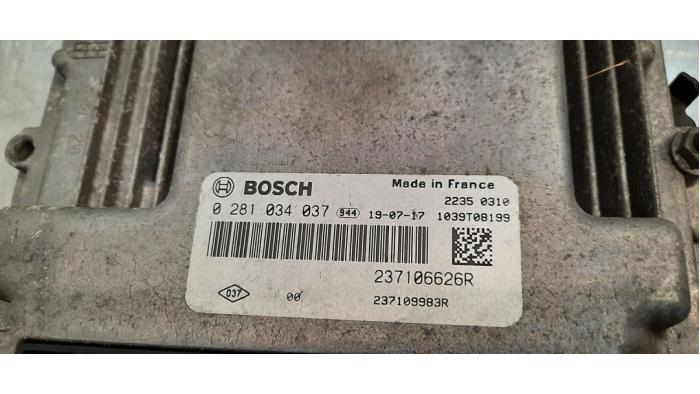 BOSCH
Made in France
2235 0310
0 281 034 037 944 19-07-17 1039T08199
237106626R
037 00 237109983R